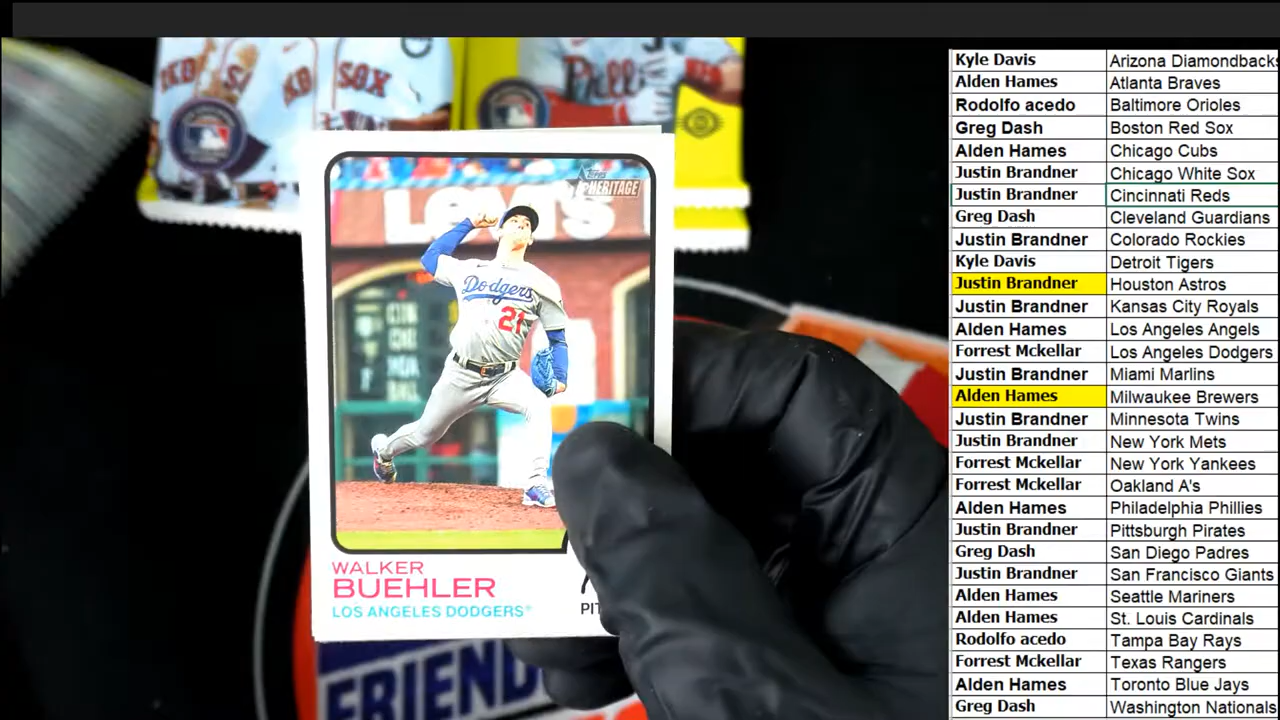 SOX
Phillies
Topps
HERITAGE
Levi's
Dodgers
21
CIN
CHI
WALKER
BUEHLER
LOS ANGELES DODGERS®
PIT
FRIEND
Kyle Davis Arizona Diamondbacks
Alden Hames Atlanta Braves
Rodolfo acedo Baltimore Orioles
Greg Dash Boston Red Sox
Alden Hames Chicago Cubs
Justin Brandner Chicago White Sox
Justin Brandner Cincinnati Reds
Greg Dash Cleveland Guardians
Justin Brandner Colorado Rockies
Kyle Davis Detroit Tigers
Justin Brandner Houston Astros
Justin Brandner Kansas City Royals
Alden Hames Los Angeles Angels
Forrest Mckellar Los Angeles Dodgers
Justin Brandner Miami Marlins
Alden Hames Milwaukee Brewers
Justin Brandner Minnesota Twins
Justin Brandner New York Mets
Forrest Mckellar New York Yankees
Forrest Mckellar Oakland A's
Alden Hames Philadelphia Phillies
Justin Brandner Pittsburgh Pirates
Greg Dash San Diego Padres
Justin Brandner San Francisco Giants
Alden Hames Seattle Mariners
Alden Hames St. Louis Cardinals
Rodolfo acedo Tampa Bay Rays
Forrest Mckellar Texas Rangers
Alden Hames Toronto Blue Jays
Greg Dash Washington Nationals